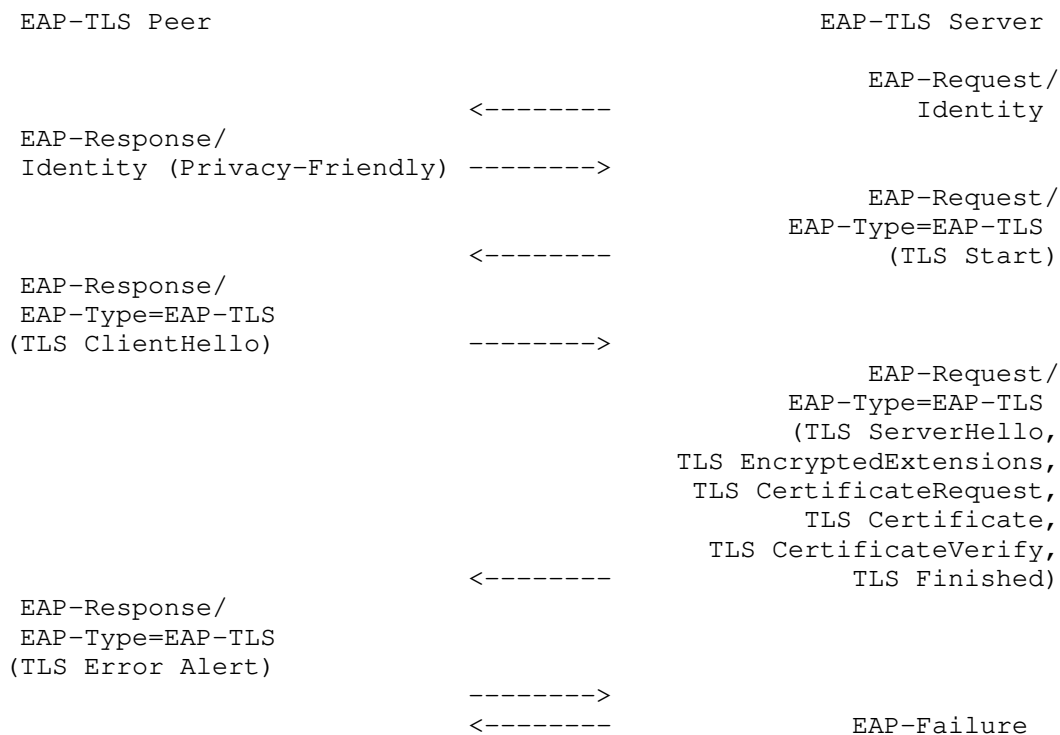 EAP-TLS Peer                                      EAP-TLS Server
EAP-Request/
<--------             Identity
EAP-Response/
Identity (Privacy-Friendly) -------->
EAP-Request/
EAP-Type=EAP-TLS
<--------            (TLS Start)
EAP-Response/
EAP-Type=EAP-TLS
(TLS ClientHello)            -------->
EAP-Request/
EAP-Type=EAP-TLS
(TLS ServerHello,
TLS EncryptedExtensions,
TLS CertificateRequest,
TLS Certificate,
TLS CertificateVerify,
<--------          TLS Finished)
EAP-Response/
EAP-Type=EAP-TLS
(TLS Error Alert)
-------->
<--------          EAP-Failure